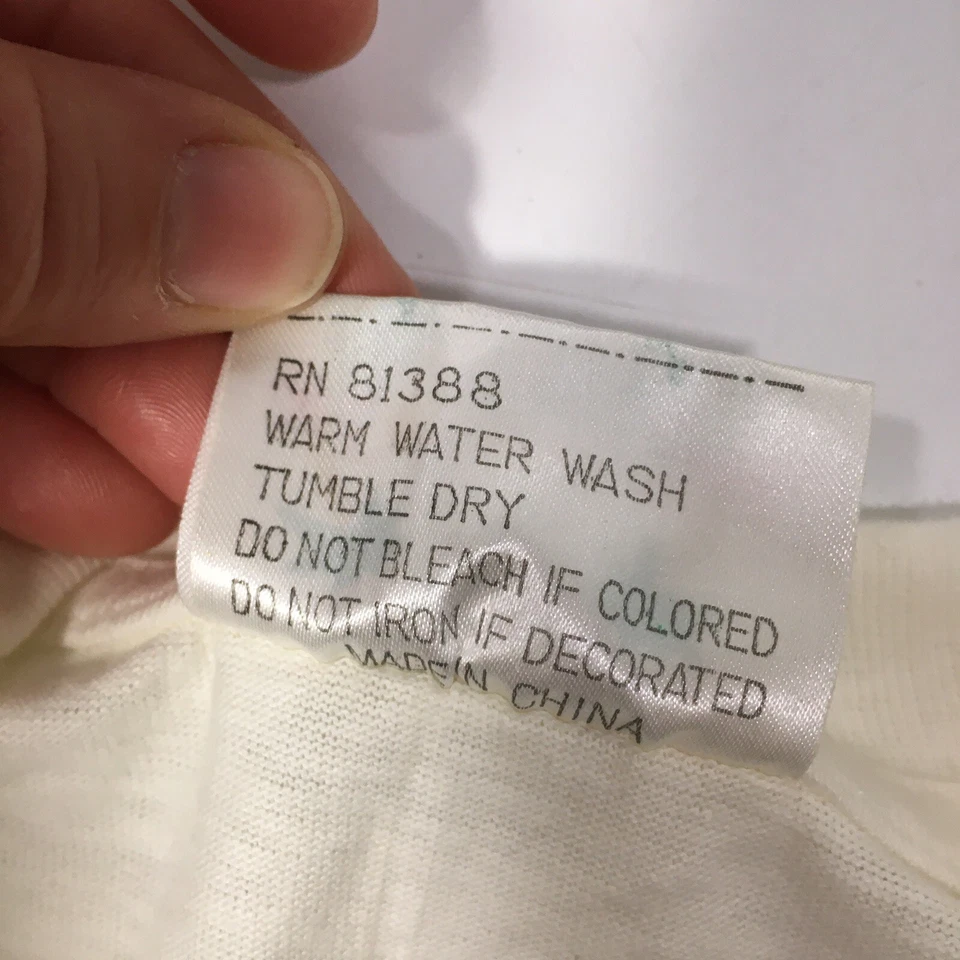 RN 81388
WARM WATER WASH
TUMBLE DRY
DO NOT BLEACH IF COLORED
DO NOT IRON IF DECORATED
MADE IN CHINA